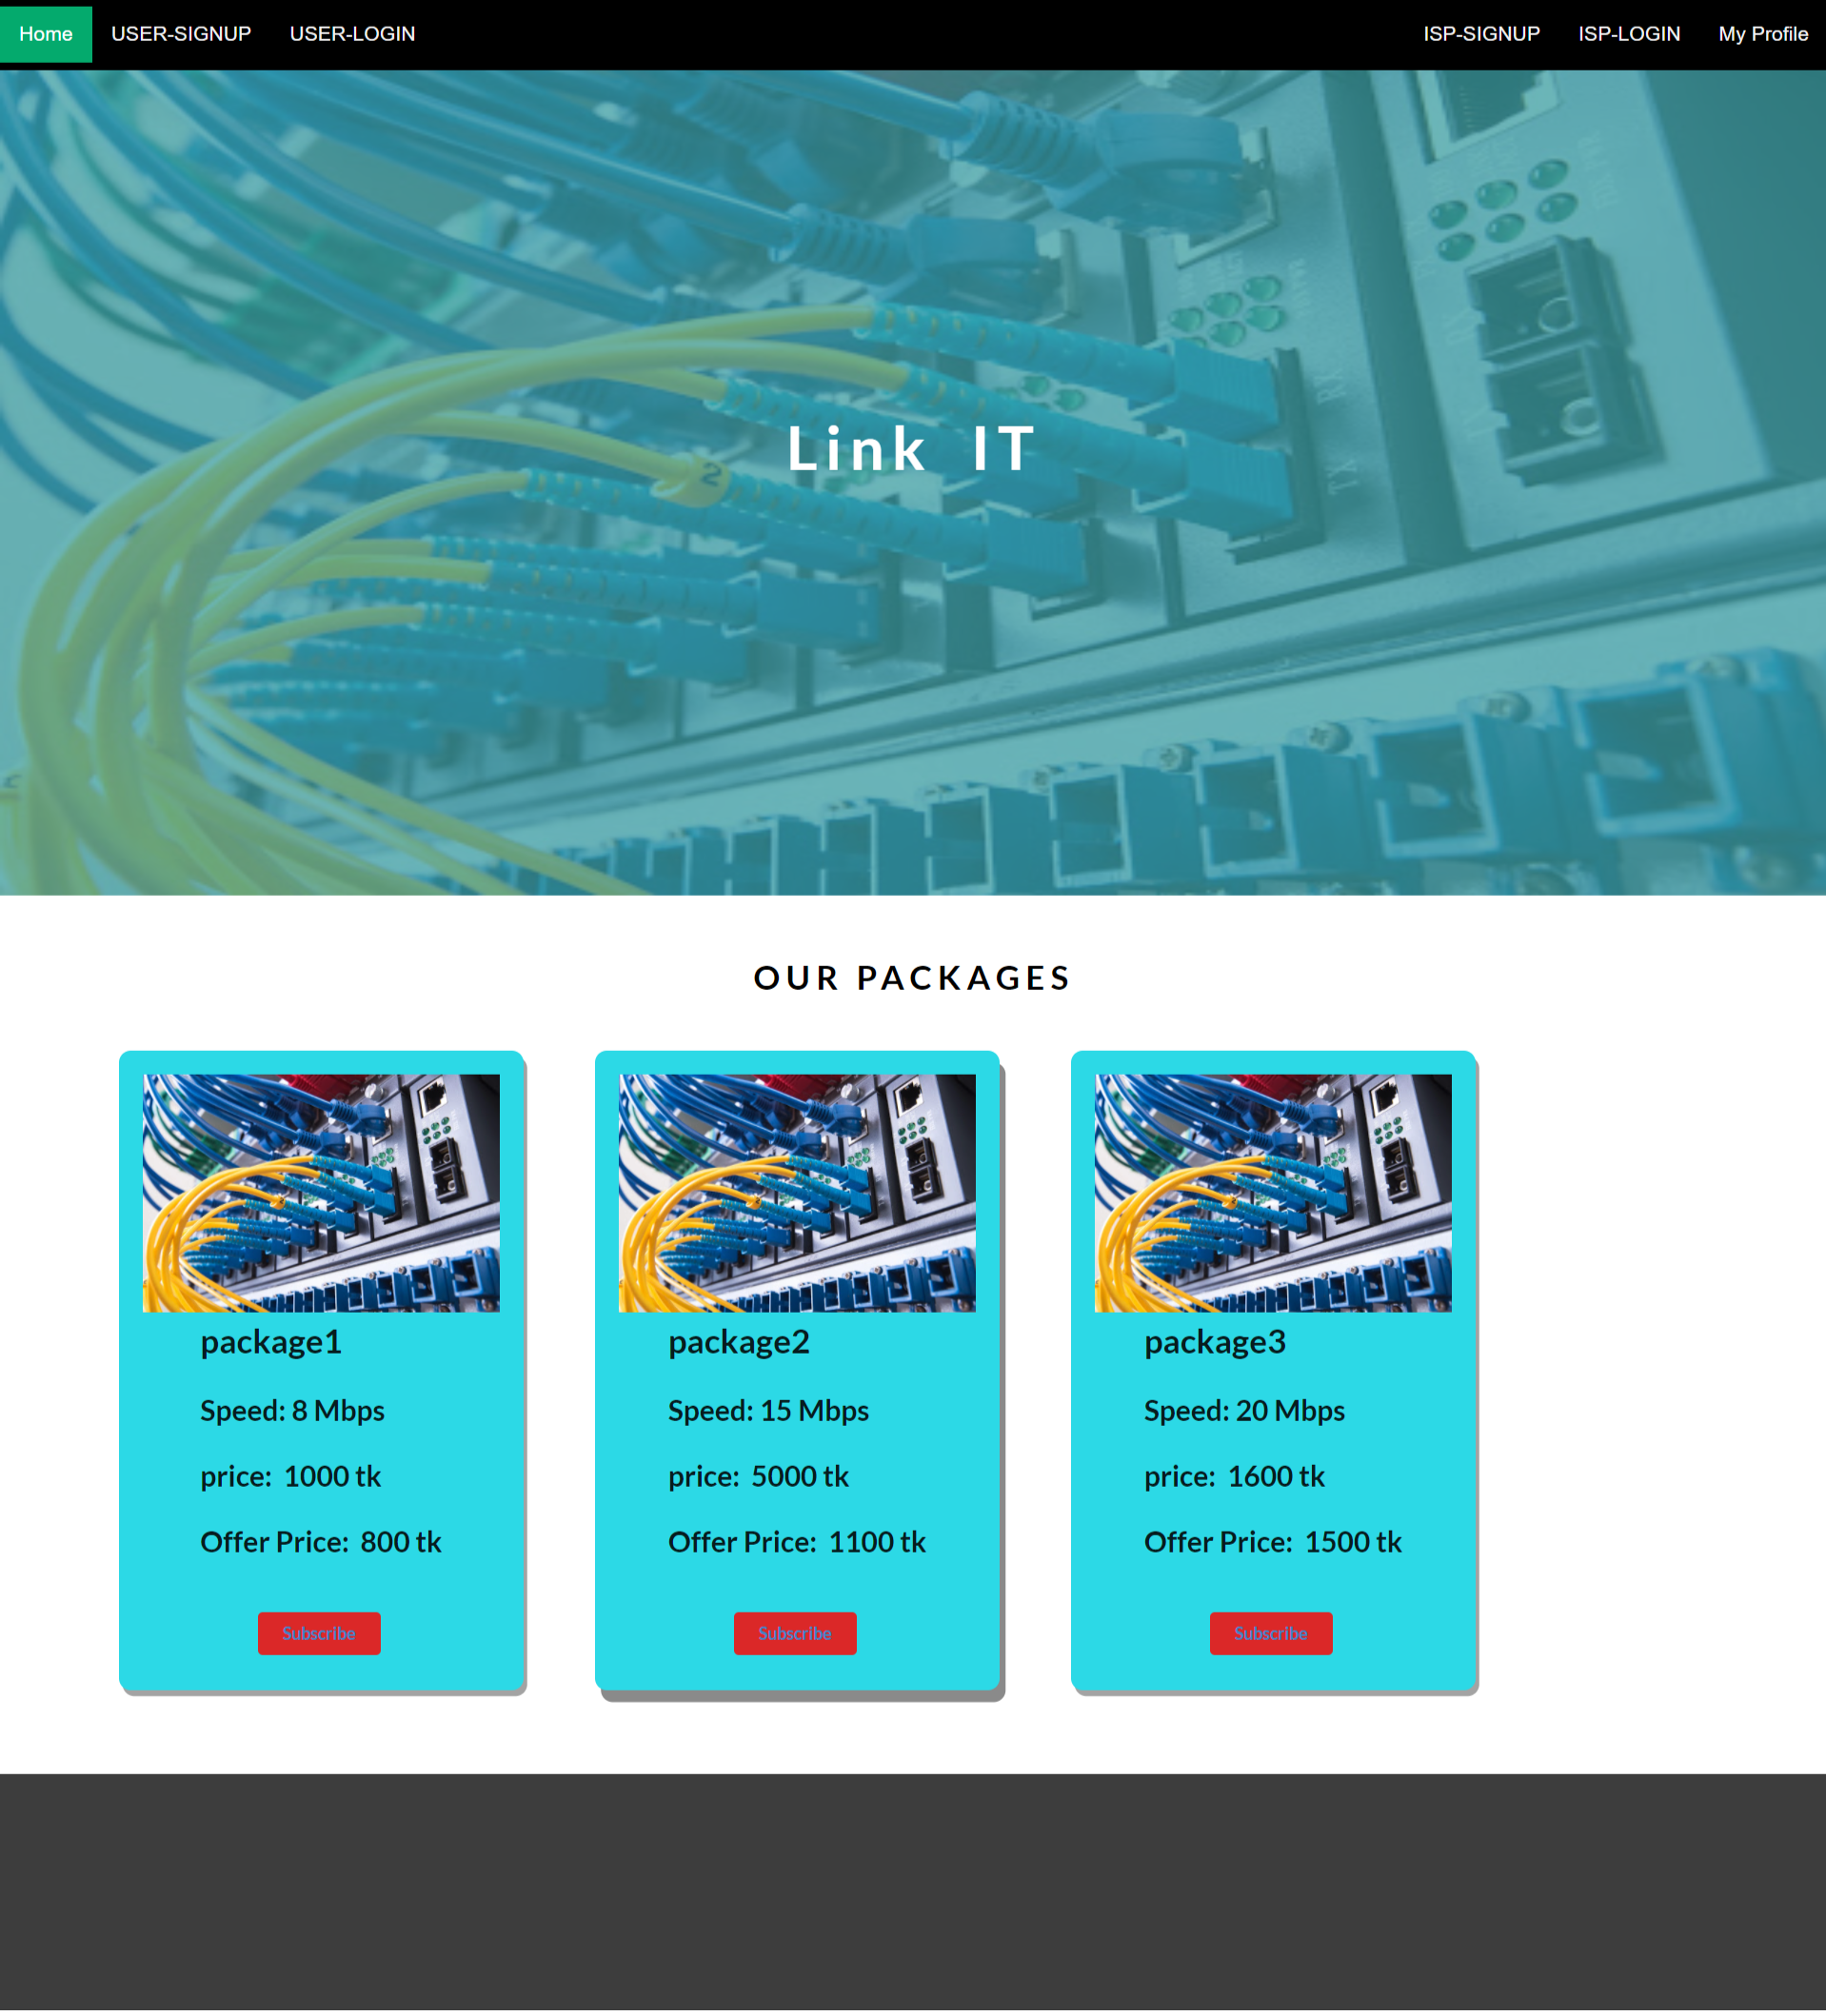 Home USER-SIGNUP USER-LOGIN ISP-SIGNUP ISP-LOGIN My Profile
Link IT
2
OUR PACKAGES
package1
Speed: 8 Mbps
price: 1000 tk
Offer Price: 800 tk
Subscribe
package2
Speed: 15 Mbps
price: 5000 tk
Offer Price: 1100 tk
Subscribe
package3
Speed: 20 Mbps
price: 1600 tk
Offer Price: 1500 tk
Subscribe